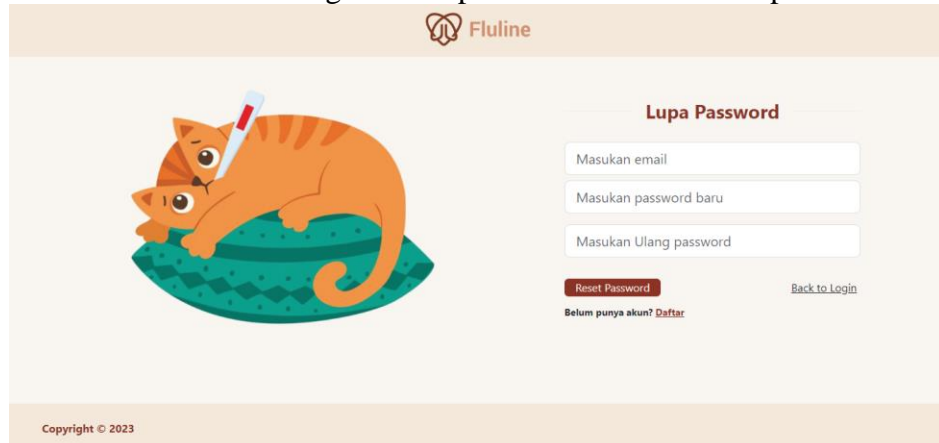 Fluline
Lupa Password
Masukan email
Masukan password baru
Masukan Ulang password
Reset Password
Back to Login
Belum punya akun? Daftar
Copyright © 2023